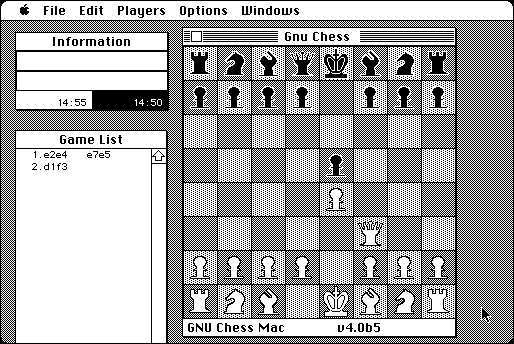 File Edit Players Options Windows
Information
14:55 14:50
Game List
1.e2e4 e7e5
2.d1f3
Gnu Chess
GNU Chess Mac v4.0b5